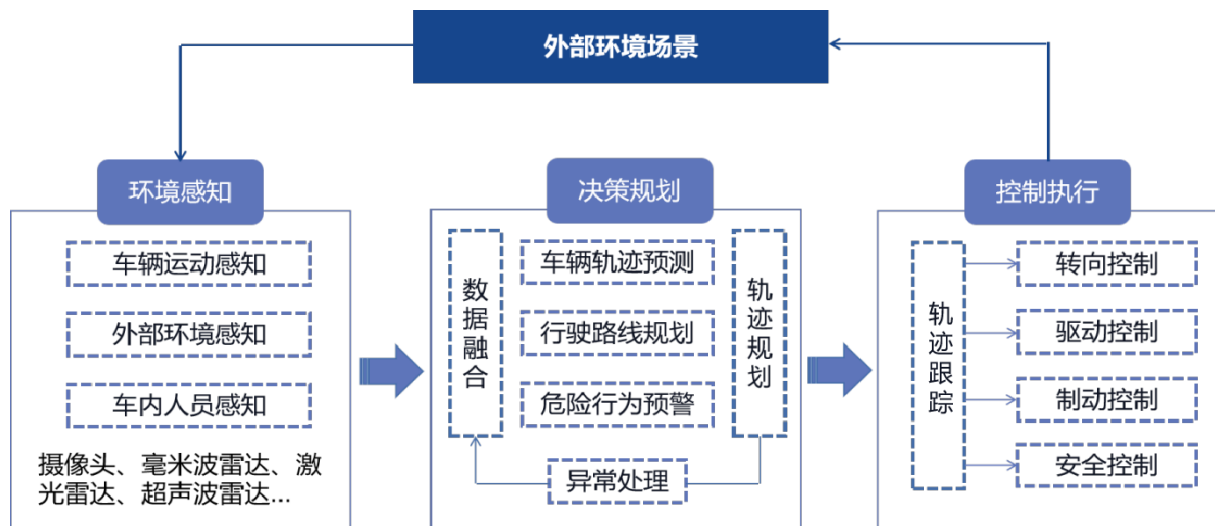 外部环境场景
环境感知
车辆运动感知
外部环境感知
车内人员感知
摄像头、毫米波雷达、激
光雷达、超声波雷达...
决策规划
数据融合
车辆轨迹预测
行驶路线规划
危险行为预警
轨迹规划
异常处理
控制执行
轨迹跟踪
转向控制
驱动控制
制动控制
安全控制